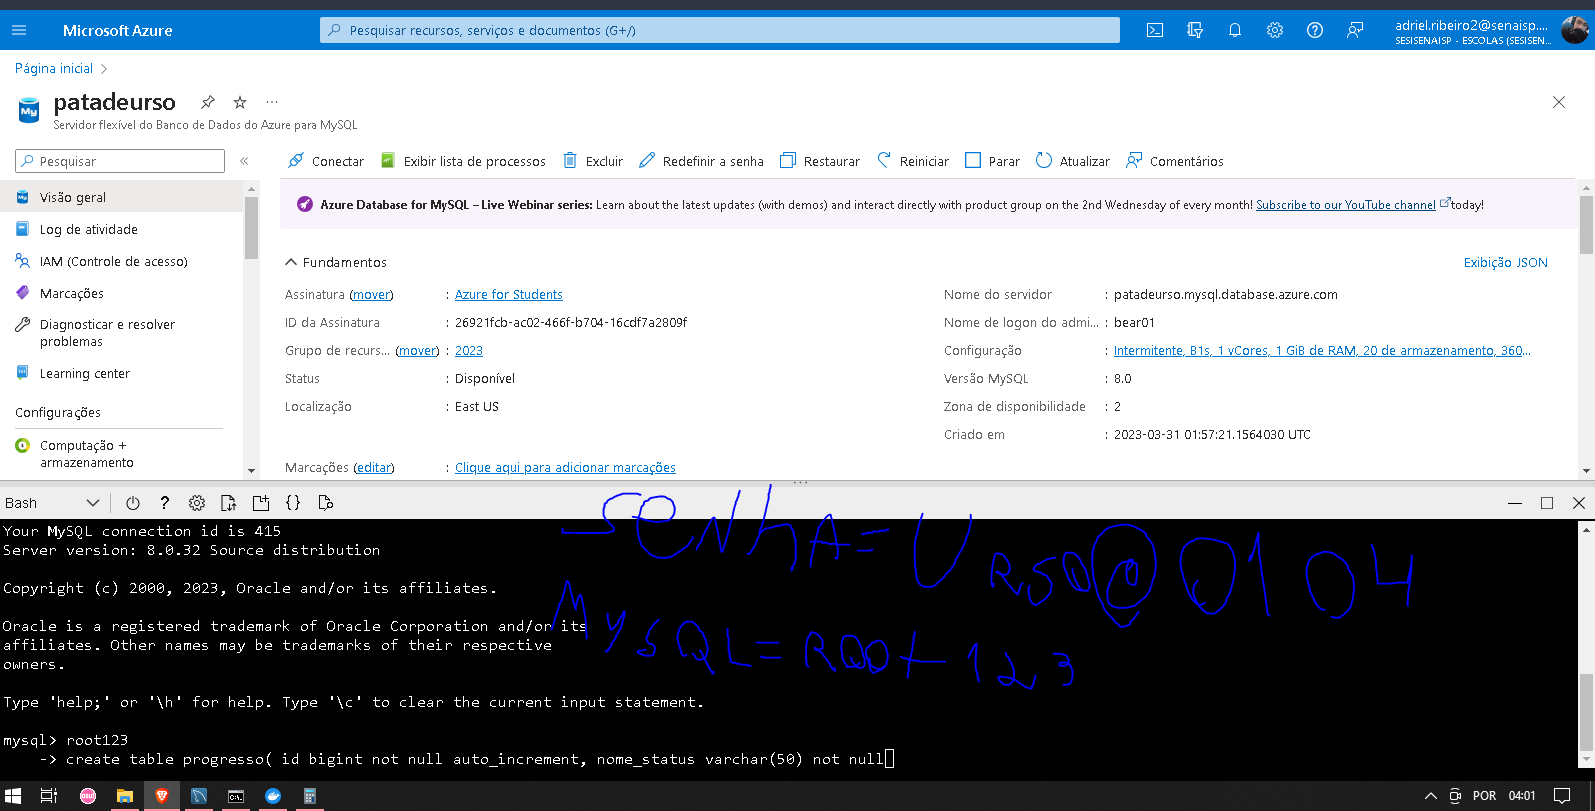 Microsoft Azure
Pesquisar recursos, serviços e documentos (G+/)
adriel.ribeiro2@senaisp....
SESISENAISP - ESCOLAS (SESISEN...
Página inicial >
patadeurso
Servidor flexível do Banco de Dados do Azure para MySQL
Pesquisar
Conectar Exibir lista de processos Excluir Redefinir a senha Restaurar Reiniciar Parar Atualizar Comentários
Visão geral
Log de atividade
IAM (Controle de acesso)
Marcações
Diagnosticar e resolver
problemas
Learning center
Configurações
Computação +
armazenamento
Azure Database for MySQL – Live Webinar series: Learn about the latest updates (with demos) and interact directly with product group on the 2nd Wednesday of every month! Subscribe to our YouTube channel today!
Fundamentos
Exibição JSON
Assinatura (mover) : Azure for Students
ID da Assinatura : 26921fcb-ac02-466f-b704-16cdf7a2809f
Grupo de recurs... (mover) : 2023
Status : Disponível
Localização : East US
Marcações (editar) : Clique aqui para adicionar marcações
Nome do servidor : patadeurso.mysql.database.azure.com
Nome de logon do admi... : bear01
Configuração : Intermitente, B1s, 1 vCores, 1 GiB de RAM, 20 de armazenamento, 360...
Versão MySQL : 8.0
Zona de disponibilidade : 2
Criado em : 2023-03-31 01:57:21.1564030 UTC
Bash
Your MySQL connection id is 415
Server version: 8.0.32 Source distribution
Copyright (c) 2000, 2023, Oracle and/or its affiliates.
Oracle is a registered trademark of Oracle Corporation and/or its
affiliates. Other names may be trademarks of their respective
owners.
Type 'help;' or '\h' for help. Type '\c' to clear the current input statement.
mysql> root123
-> create table progresso( id bigint not null auto_increment, nome_status varchar(50) not null
SENhA = URSO@0104
MYSQL = ROOt 123
POR 04:01